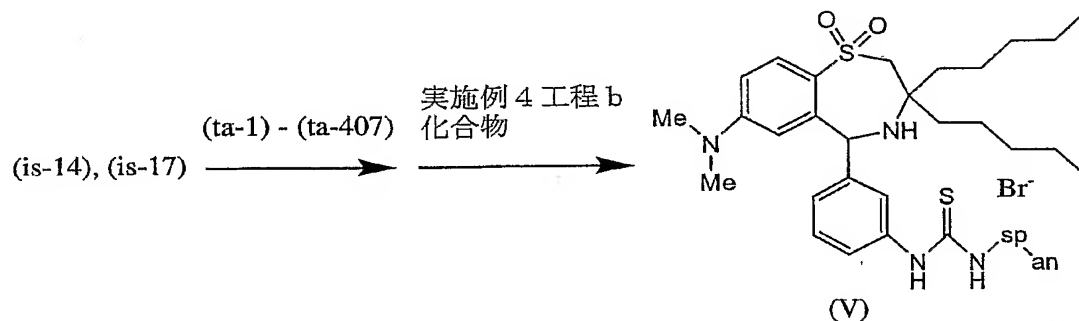 (is-14), (is-17)
(ta-1) - (ta-407)
実施例 4 工程 b
化合物
O
O
S
NH
Me
N
Me
Br-
S
N
H
N
H
sp
an
(V)